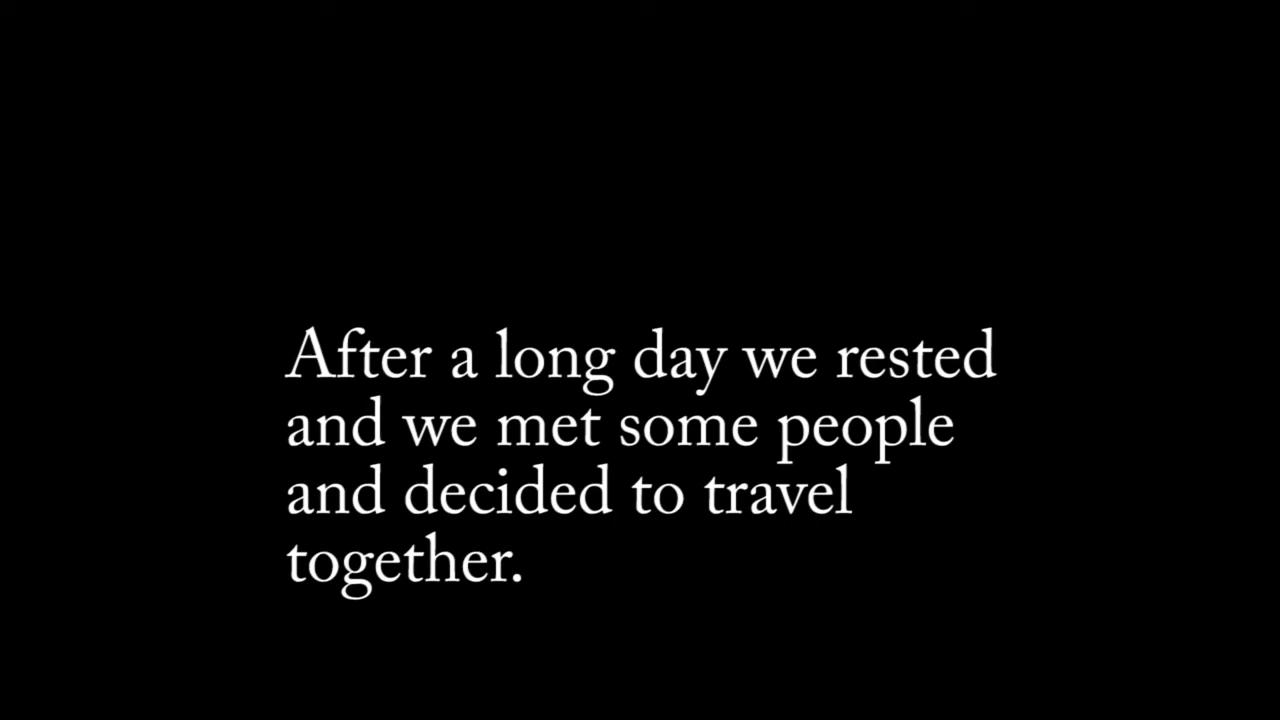 After a long day we rested
and we met some people
and decided to travel
together.